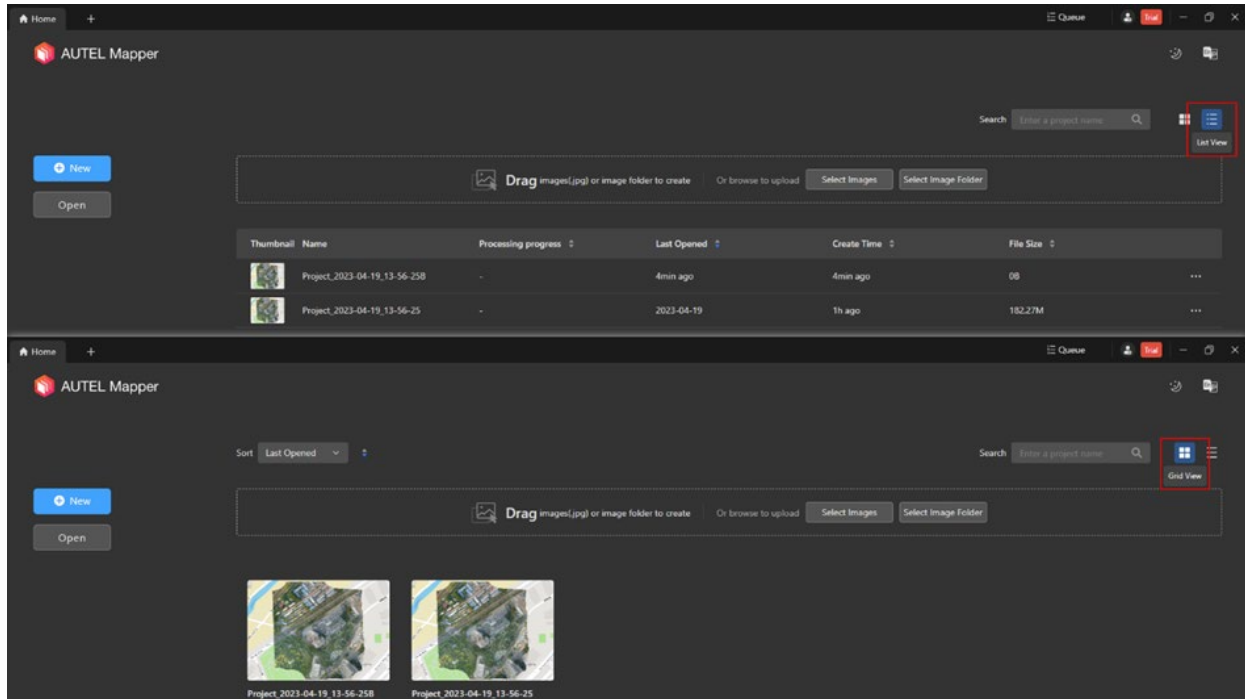 Home + Queue Trial
AUTEL Mapper
Search Enter a project name
List View
New
Drag images(.jpg) or image folder to create Or browse to upload Select Images Select Image Folder
Open
Thumbnail Name Processing progress Last Opened Create Time File Size
Project_2023-04-19_13-56-25B - 4min ago 4min ago 0B ...
Project_2023-04-19_13-56-25 - 2023-04-19 1h ago 182.27M ...
Home + Queue Trial
AUTEL Mapper
Sort Last Opened Search Enter a project name
Grid View
New
Drag images(.jpg) or image folder to create Or browse to upload Select Images Select Image Folder
Open
Project_2023-04-19_13-56-25B Project_2023-04-19_13-56-25